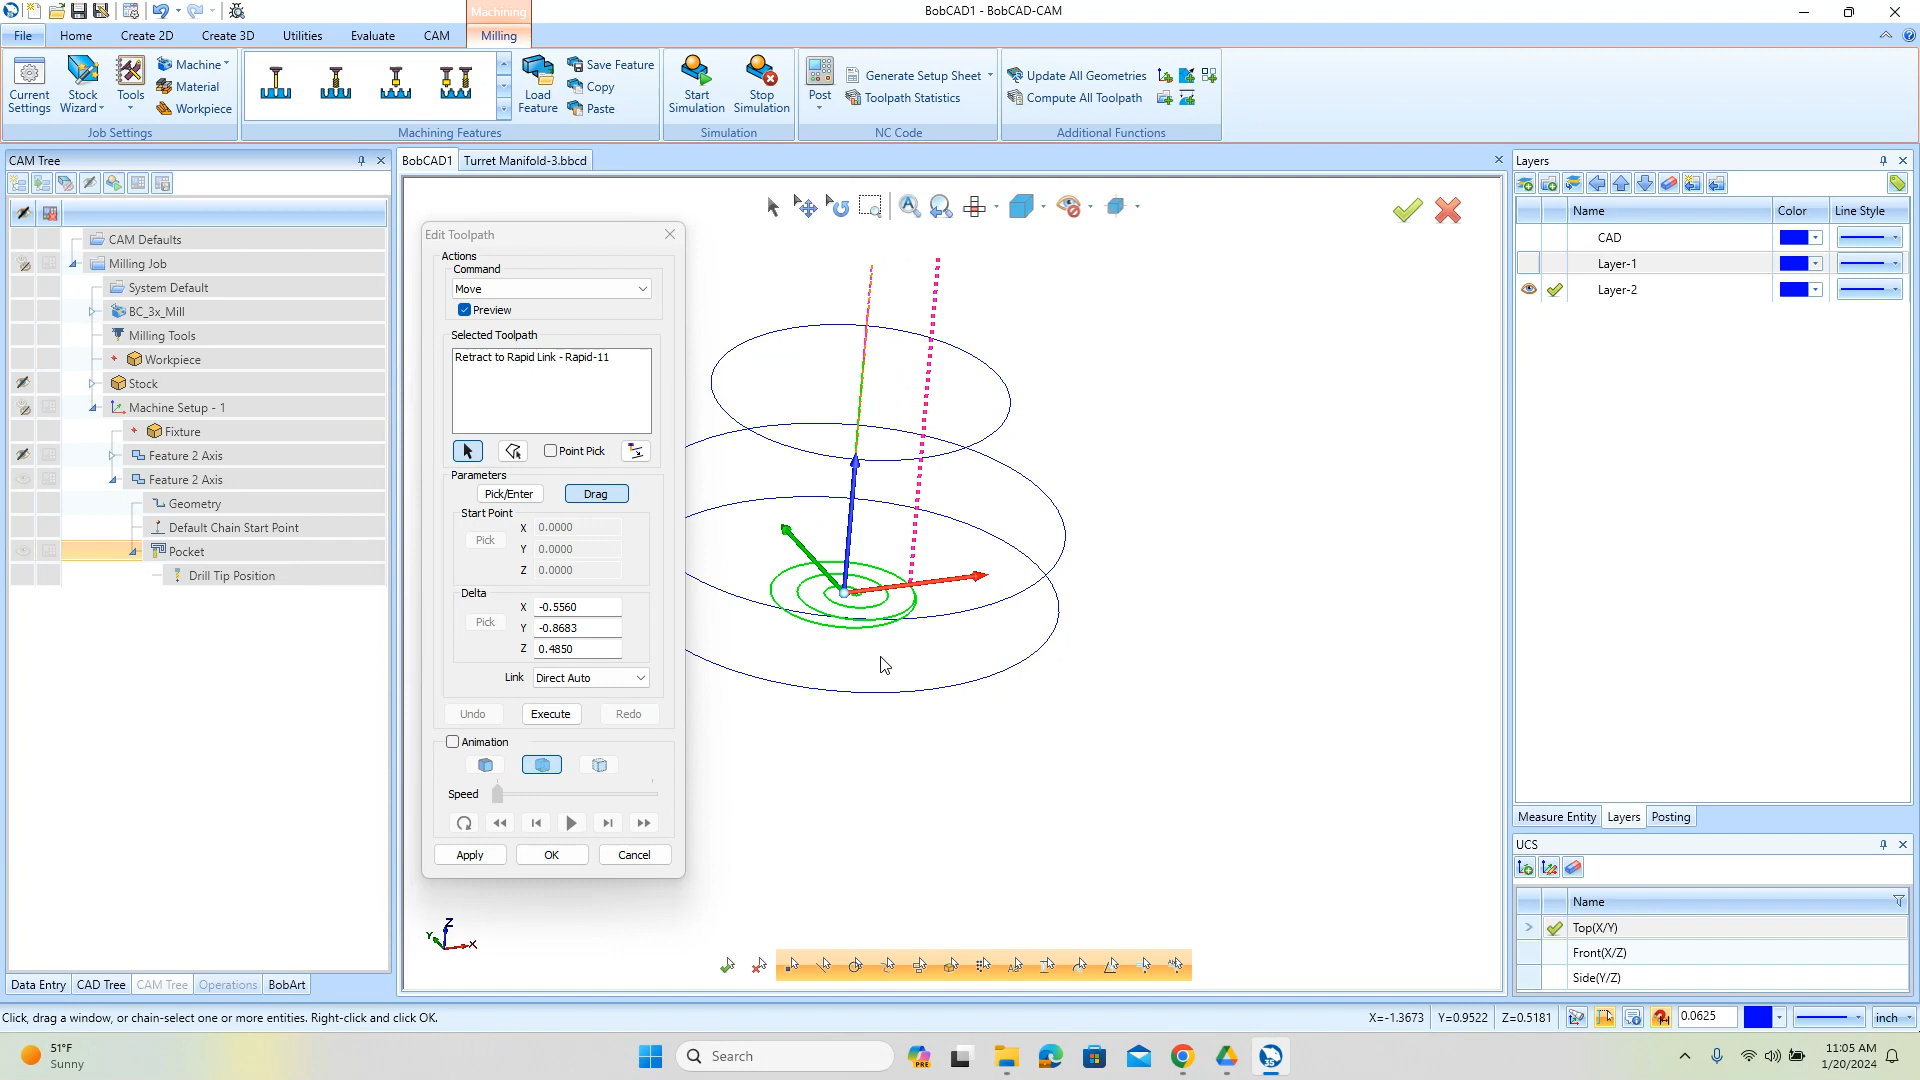 Machining
BobCAD1 - BobCAD-CAM
File
Home
Create 2D
Create 3D
Utilities
Evaluate
CAM
Milling
Current Settings
Stock Wizard
Tools
Machine
Material
Workpiece
Job Settings
Load Feature
Save Feature
Copy
Paste
Machining Features
Start Simulation
Stop Simulation
Simulation
Post
Generate Setup Sheet
Toolpath Statistics
NC Code
Update All Geometries
Compute All Toolpath
Additional Functions
CAM Tree
CAM Defaults
Milling Job
System Default
BC_3x_Mill
Milling Tools
Workpiece
Stock
Machine Setup - 1
Fixture
Feature 2 Axis
Feature 2 Axis
Geometry
Default Chain Start Point
Pocket
Drill Tip Position
Data Entry
CAD Tree
CAM Tree
Operations
BobArt
BobCAD1
Turret Manifold-3.bbcd
Edit Toolpath
Actions
Command
Move
Preview
Selected Toolpath
Retract to Rapid Link - Rapid-11
Point Pick
Parameters
Pick/Enter
Drag
Start Point
Pick
X 0.0000
Y 0.0000
Z 0.0000
Delta
Pick
X -0.5560
Y -0.8683
Z 0.4850
Link Direct Auto
Undo
Execute
Redo
Animation
Speed
Apply
OK
Cancel
Z
Y
X
Layers
Name
Color
Line Style
CAD
Layer-1
Layer-2
Measure Entity
Layers
Posting
UCS
Name
Top(X/Y)
Front(X/Z)
Side(Y/Z)
Click, drag a window, or chain-select one or more entities. Right-click and click OK.
X=-1.3673
Y=0.9522
Z=0.5181
0.0625
inch
51°F
Sunny
Search
PRE
11:05 AM
1/20/2024